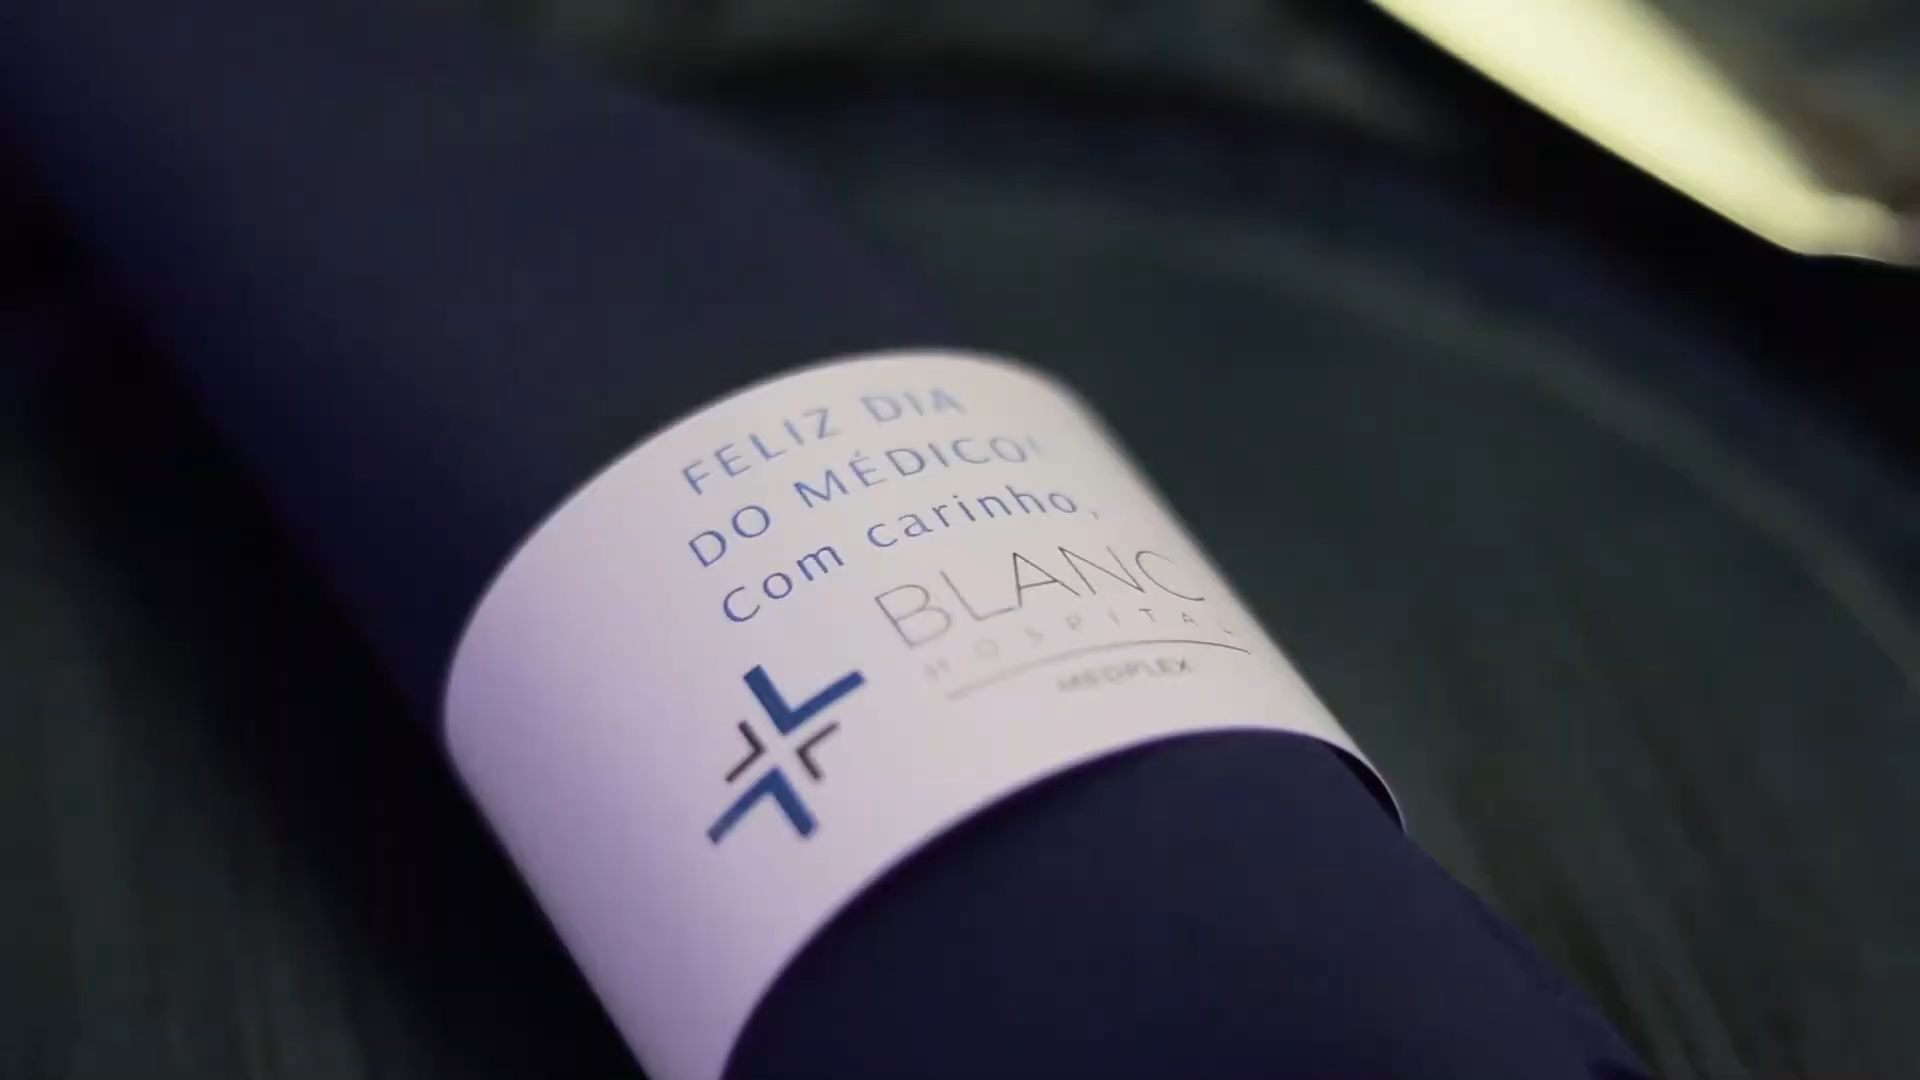 FELIZ DIA
DO MÉDICO!
Com carinho,
BLANC
HOSPITAL
MEDPLEX